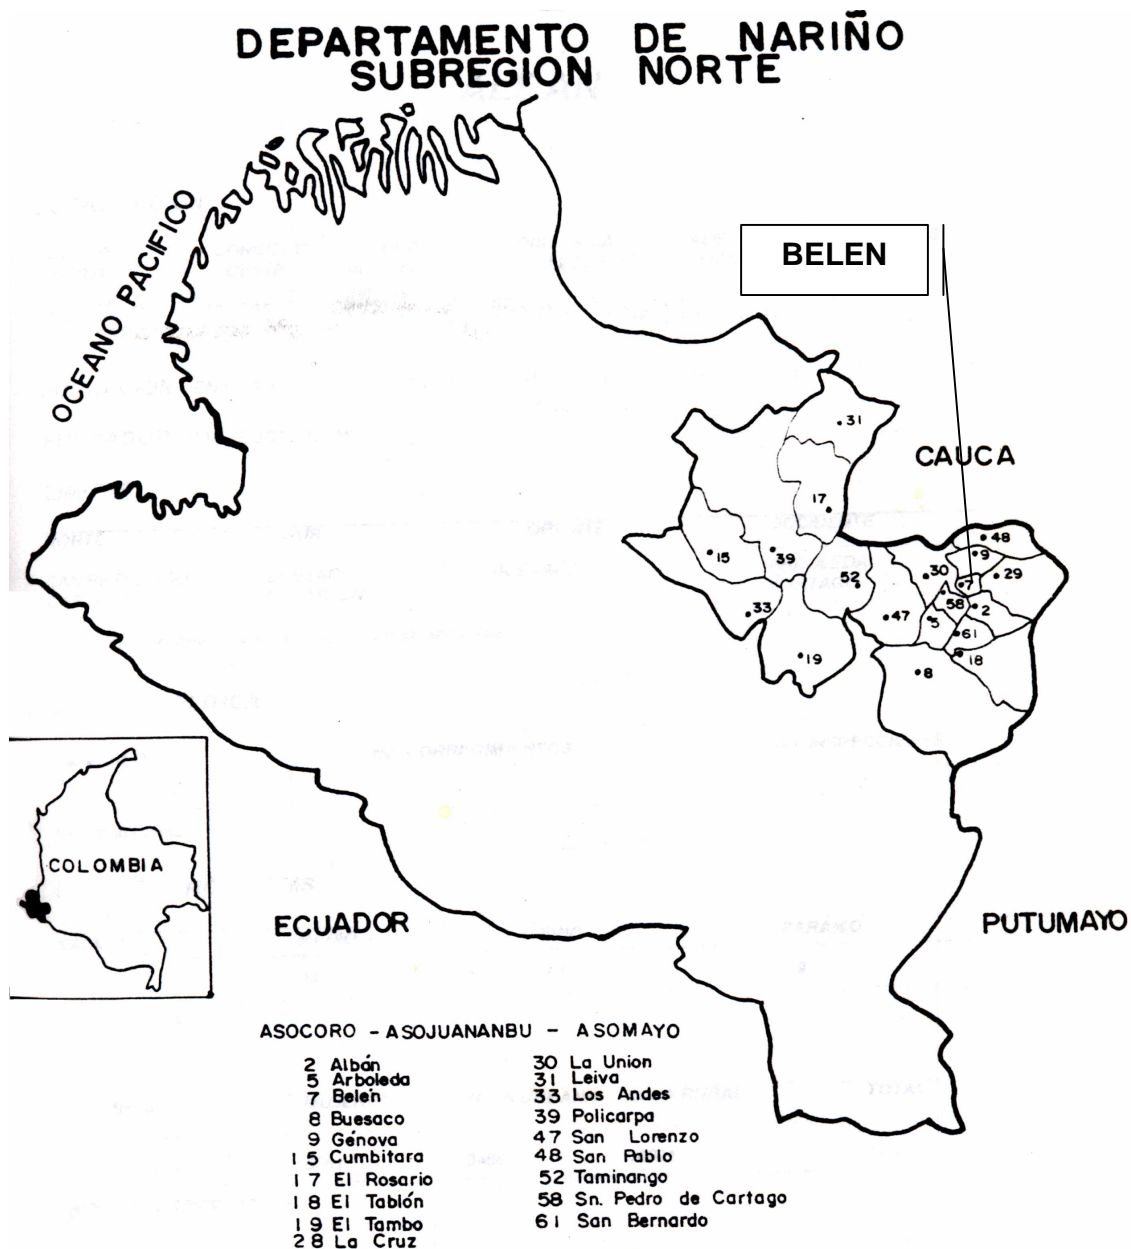 DEPARTAMENTO DE NARIÑO
SUBREGION NORTE
OCEANO PACIFICO
BELEN
CAUCA
31
17
15
39
52
33
19
30
47
48
9
29
7
58
2
5
61
18
8
COLOMBIA
ECUADOR
PUTUMAYO
ASOCORO - ASOJUANANBU - ASOMAYO
2 Albán
5 Arboleda
7 Belén
8 Buesaco
9 Génova
15 Cumbitara
17 El Rosario
18 El Tablón
19 El Tambo
28 La Cruz
30 La Union
31 Leiva
33 Los Andes
39 Policarpa
47 San Lorenzo
48 San Pablo
52 Taminango
58 Sn. Pedro de Cartago
61 San Bernardo